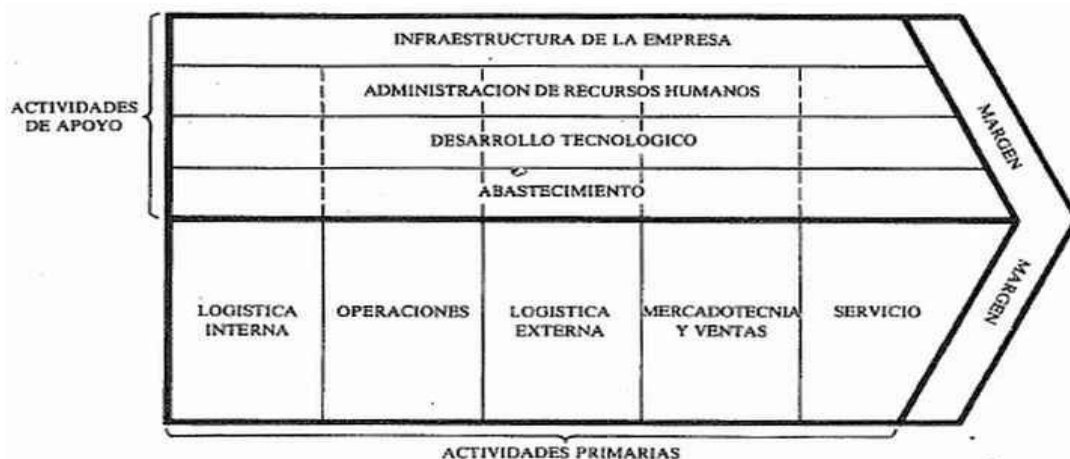 INFRAESTRUCTURA DE LA EMPRESA
ADMINISTRACION DE RECURSOS HUMANOS
ACTIVIDADES
DE APOYO
DESARROLLO TECNOLOGICO
ABASTECIMIENTO
MARGEN
LOGISTICA
INTERNA
OPERACIONES
LOGISTICA
EXTERNA
MERCADOTECNIA
Y VENTAS
SERVICIO
MARGEN
ACTIVIDADES PRIMARIAS